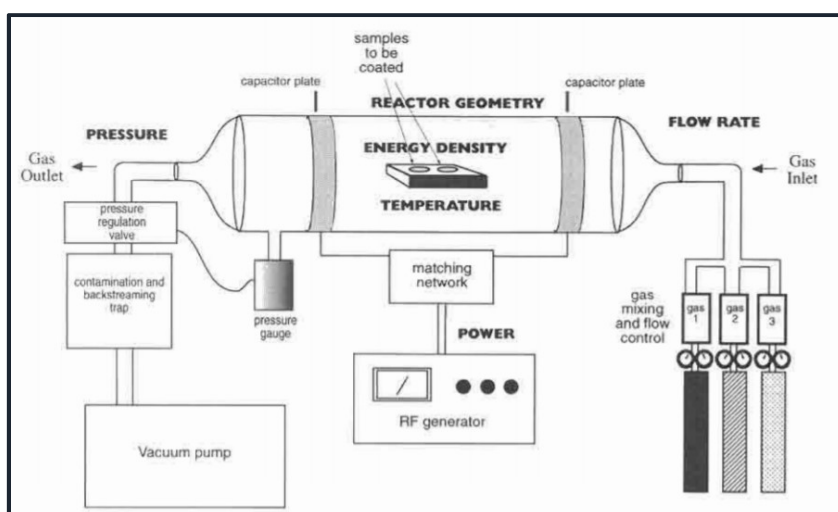 samples
to be
coated
capacitor plate
capacitor plate
REACTOR GEOMETRY
PRESSURE
FLOW RATE
Gas
Outlet
ENERGY DENSITY
Gas
Inlet
TEMPERATURE
pressure
regulation
valve
matching
network
contamination and
backstreaming
trap
pressure
gauge
POWER
gas
mixing
and flow
control
gas
1
gas
2
gas
3
RF generator
Vacuum pump